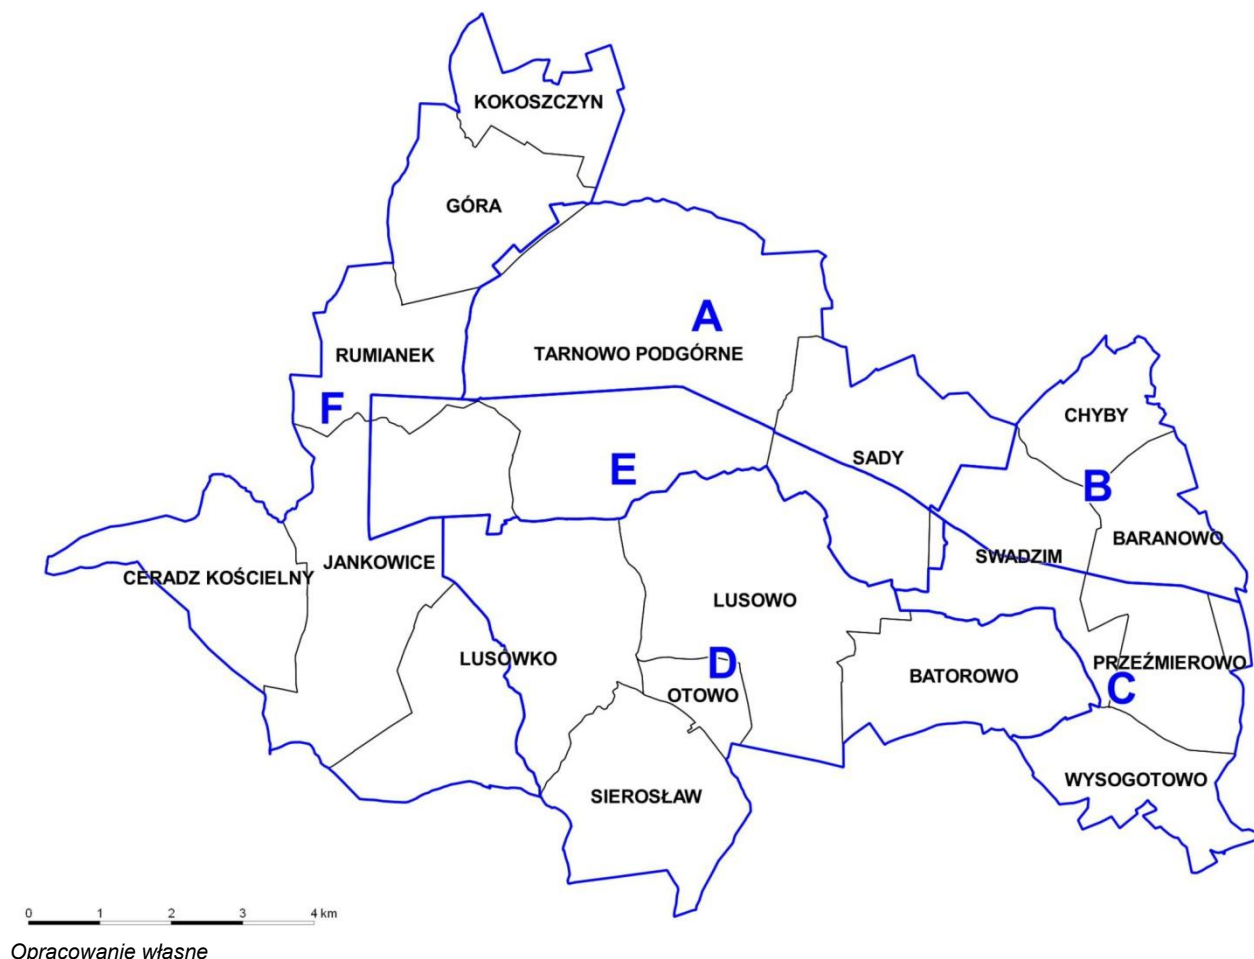 KOKOSZCZYN
GÓRA
A
RUMIANEK
TARNOWO PODGÓRNE
F
CHYBY
E
SADY
B
BARANOWO
SWADZIM
JANKOWICE
CERADZ KOŚCIELNY
LUSOWO
LUSÓWKO
D
PRZEŹMIEROWO
OTOWO
BATOROWO
C
WYSOGOTOWO
SIEROSŁAW
0 1 2 3 4 km
Opracowanie własne